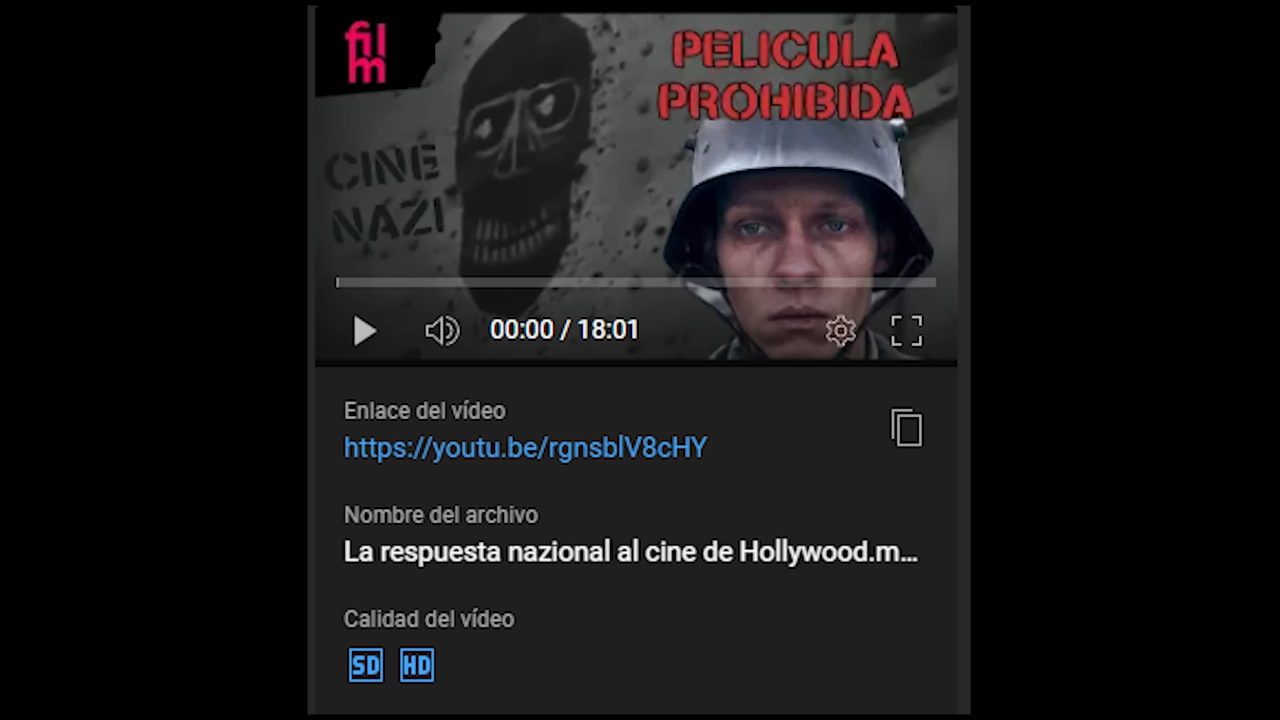 film
PELICULA
PROHIBIDA
CINE
NAZI
00:00 / 18:01
Enlace del vídeo
https://youtu.be/rgnsblV8cHY
Nombre del archivo
La respuesta nazional al cine de Hollywood.m...
Calidad del vídeo
SD HD